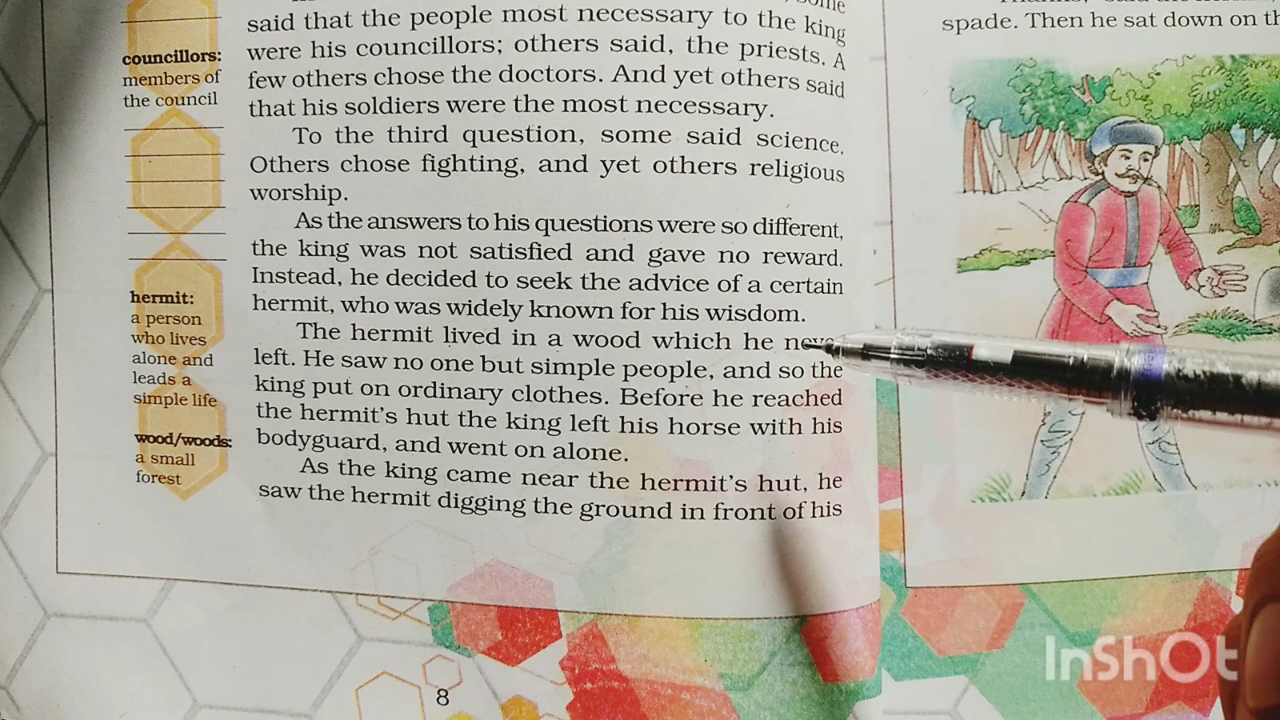 said that the people most necessary to the king
were his councillors; others said, the priests. A
few others chose the doctors. And yet others said
that his soldiers were the most necessary.
To the third question, some said science.
Others chose fighting, and yet others religious
worship.
As the answers to his questions were so different,
the king was not satisfied and gave no reward.
Instead, he decided to seek the advice of a certain
hermit, who was widely known for his wisdom.
The hermit lived in a wood which he never
left. He saw no one but simple people, and so the
king put on ordinary clothes. Before he reached
the hermit's hut the king left his horse with his
bodyguard, and went on alone.
As the king came near the hermit's hut, he
saw the hermit digging the ground in front of his
councillors:
members of
the council
hermit:
a person
who lives
alone and
leads a
simple life
wood/woods:
a small
forest
8
spade. Then he sat down on
InShOt